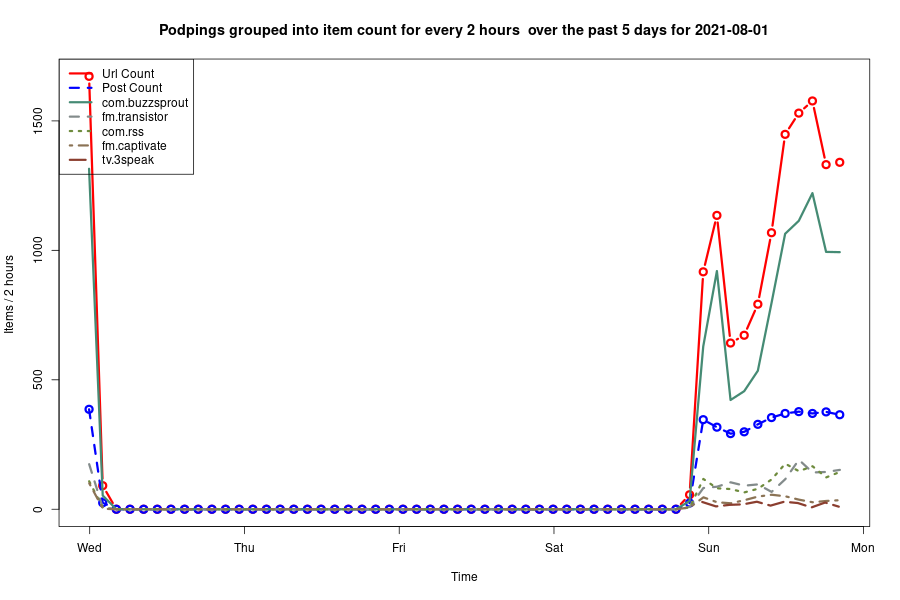 Podpings grouped into item count for every 2 hours  over the past 5 days for 2021-08-01
Url Count
Post Count
com.buzzsprout
fm.transistor
com.rss
fm.captivate
tv.3speak
Items / 2 hours
1500
1000
500
0
Wed
Thu
Fri
Sat
Sun
Mon
Time